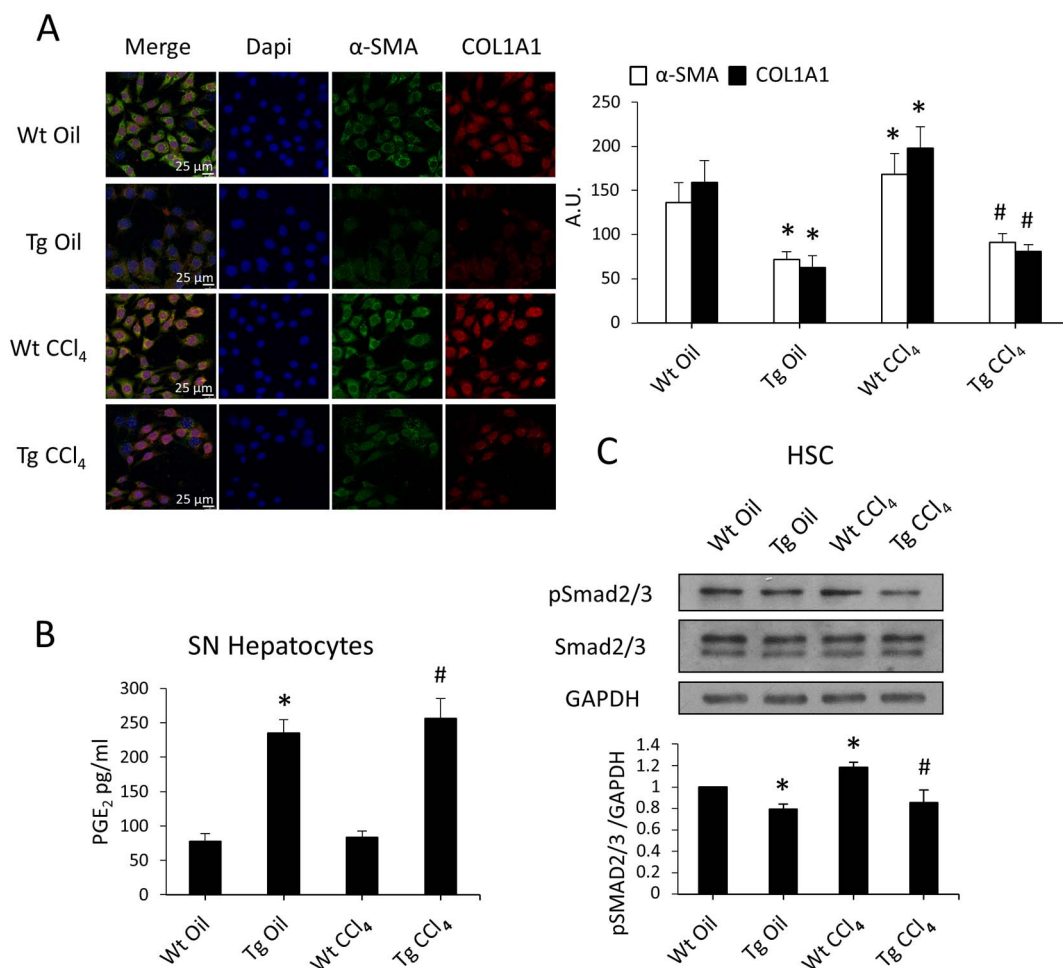 A
Merge Dapi α-SMA COL1A1
Wt Oil
25 µm
Tg Oil
25 µm
Wt CCl₄
25 µm
Tg CCl₄
25 µm
α-SMA COL1A1
250
200
150
100
50
0
A.U.
* * * * # #
Wt Oil Tg Oil Wt CCl₄ Tg CCl₄
B
SN Hepatocytes
300
250
200
150
100
50
0
PGE₂ pg/ml
* #
Wt Oil Tg Oil Wt CCl₄ Tg CCl₄
C
HSC
Wt Oil Tg Oil Wt CCl₄ Tg CCl₄
pSmad2/3
Smad2/3
GAPDH
1.4
1.2
1
0.8
0.6
0.4
0.2
0
pSMAD2/3 /GAPDH
* * #
Wt Oil Tg Oil Wt CCl₄ Tg CCl₄